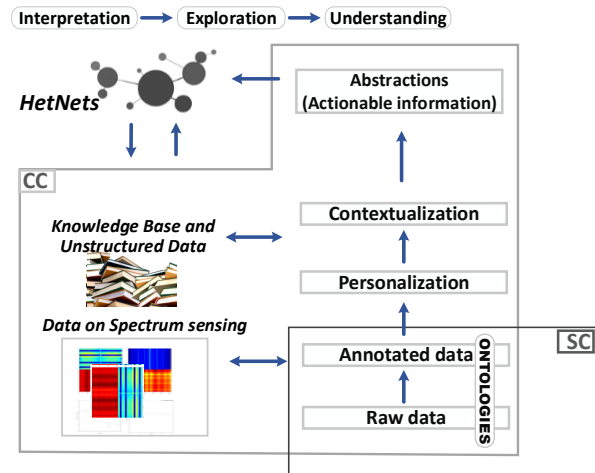 Interpretation Exploration Understanding
HetNets
Abstractions
(Actionable information)
CC
Contextualization
Knowledge Base and
Unstructured Data
Personalization
Data on Spectrum sensing
SC
Annotated data
ONTOLOGIES
Raw data